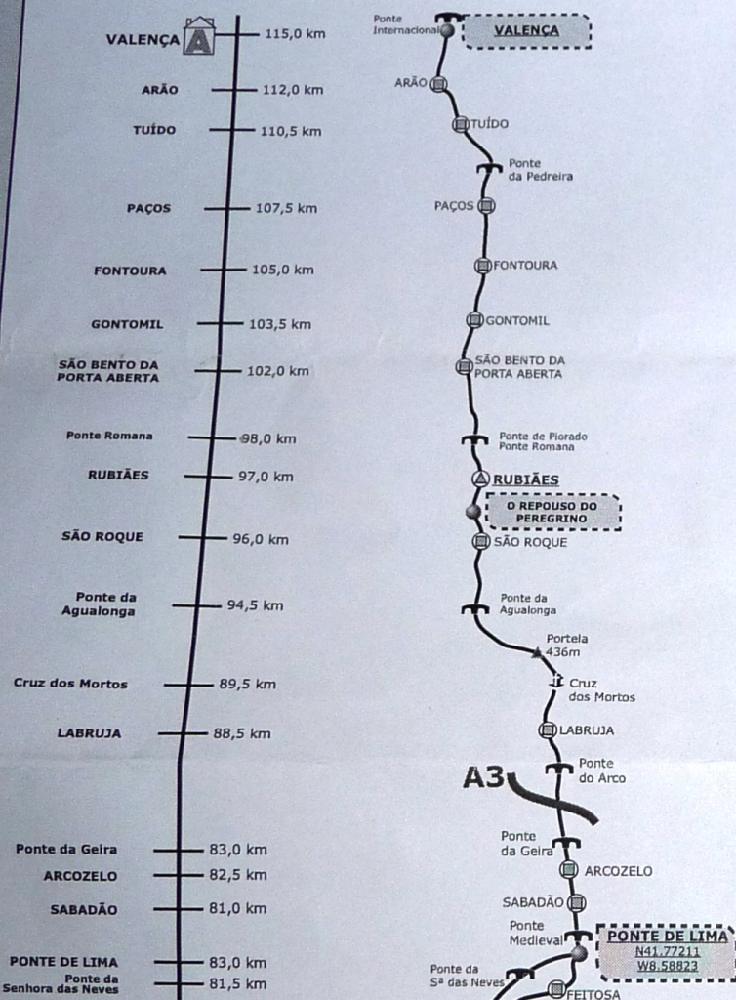 VALENÇA A 115,0 km
ARÃO 112,0 km
TUÍDO 110,5 km
PAÇOS 107,5 km
FONTOURA 105,0 km
GONTOMIL 103,5 km
SÃO BENTO DA
PORTA ABERTA 102,0 km
Ponte Romana 98,0 km
RUBIÃES 97,0 km
SÃO ROQUE 96,0 km
Ponte da
Agualonga 94,5 km
Cruz dos Mortos 89,5 km
LABRUJA 88,5 km
Ponte da Geira 83,0 km
ARCOZELO 82,5 km
SABADÃO 81,0 km
PONTE DE LIMA 83,0 km
Ponte da
Senhora das Neves 81,5 km
Ponte
Internacional
VALENÇA
ARÃO
TUÍDO
Ponte
da Pedreira
PAÇOS
FONTOURA
GONTOMIL
SÃO BENTO DA
PORTA ABERTA
Ponte de Piorado
Ponte Romana
RUBIÃES
O REPOUSO DO
PEREGRINO
SÃO ROQUE
Ponte da
Agualonga
Portela
436m
Cruz
dos Mortos
LABRUJA
Ponte
do Arco
A3
Ponte
da Geira
ARCOZELO
SABADÃO
Ponte
Medieval
PONTE DE LIMA
N41.77211
W8.58823
Ponte da
Sª das Neves
FEITOSA